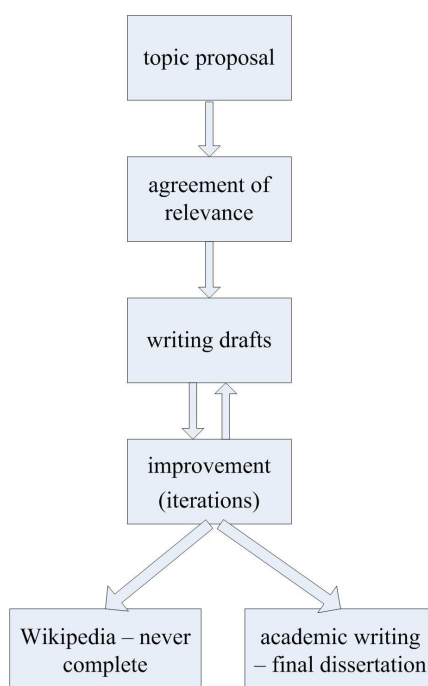 topic proposal
agreement of
relevance
writing drafts
improvement
(iterations)
Wikipedia – never
complete
academic writing
– final dissertation